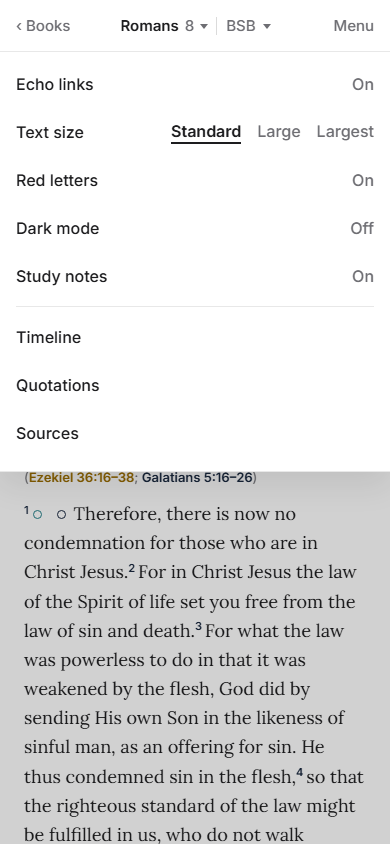 ‹ Books Romans 8 BSB Menu
Echo links On
Text size Standard Large Largest
Red letters On
Dark mode Off
Study notes On
Timeline
Quotations
Sources
(Ezekiel 36:16–38; Galatians 5:16–26)
1 Therefore, there is now no
condemnation for those who are in
Christ Jesus.2 For in Christ Jesus the law
of the Spirit of life set you free from the
law of sin and death.3 For what the law
was powerless to do in that it was
weakened by the flesh, God did by
sending His own Son in the likeness of
sinful man, as an offering for sin. He
thus condemned sin in the flesh,4 so that
the righteous standard of the law might
be fulfilled in us, who do not walk